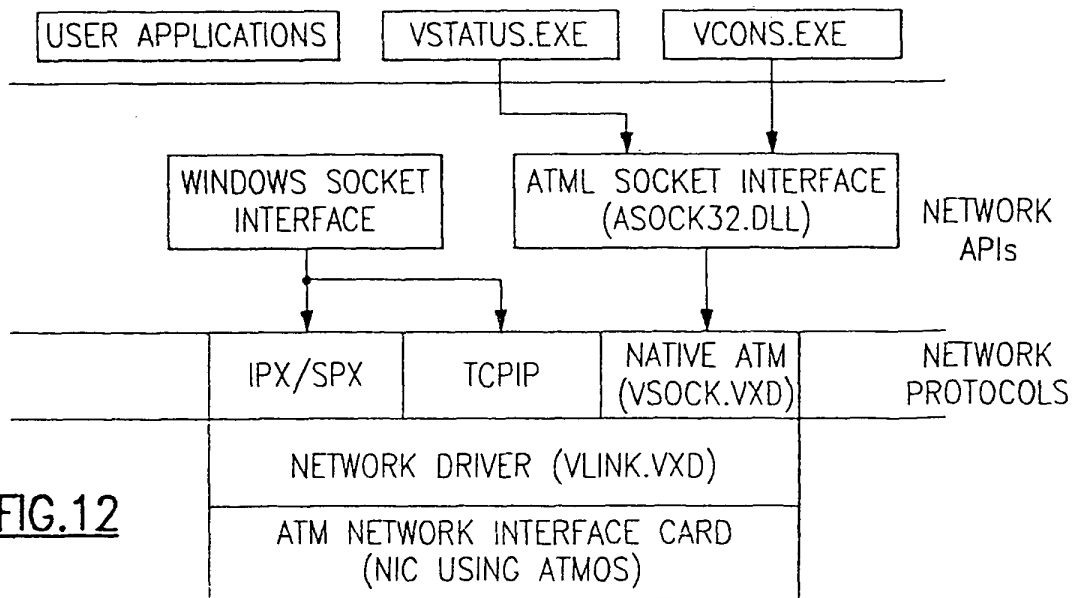 USER APPLICATIONS
VSTATUS.EXE
VCONS.EXE
WINDOWS SOCKET
INTERFACE
ATML SOCKET INTERFACE
(ASOCK32.DLL)
NETWORK
APIs
IPX/SPX
TCPIP
NATIVE ATM
(VSOCK.VXD)
NETWORK
PROTOCOLS
NETWORK DRIVER (VLINK.VXD)
FIG.12
ATM NETWORK INTERFACE CARD
(NIC USING ATMOS)